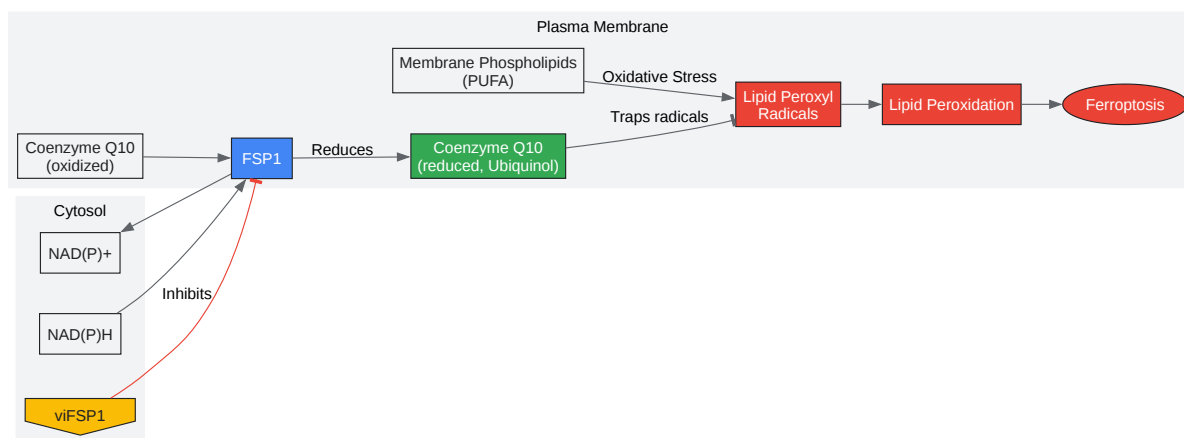 Plasma Membrane
Membrane Phospholipids
(PUFA)
Oxidative Stress
Lipid Peroxyl
Radicals
Lipid Peroxidation
Ferroptosis
Traps radicals
Coenzyme Q10
(oxidized)
FSP1
Reduces
Coenzyme Q10
(reduced, Ubiquinol)
Cytosol
NAD(P)+
Inhibits
NAD(P)H
viFSP1